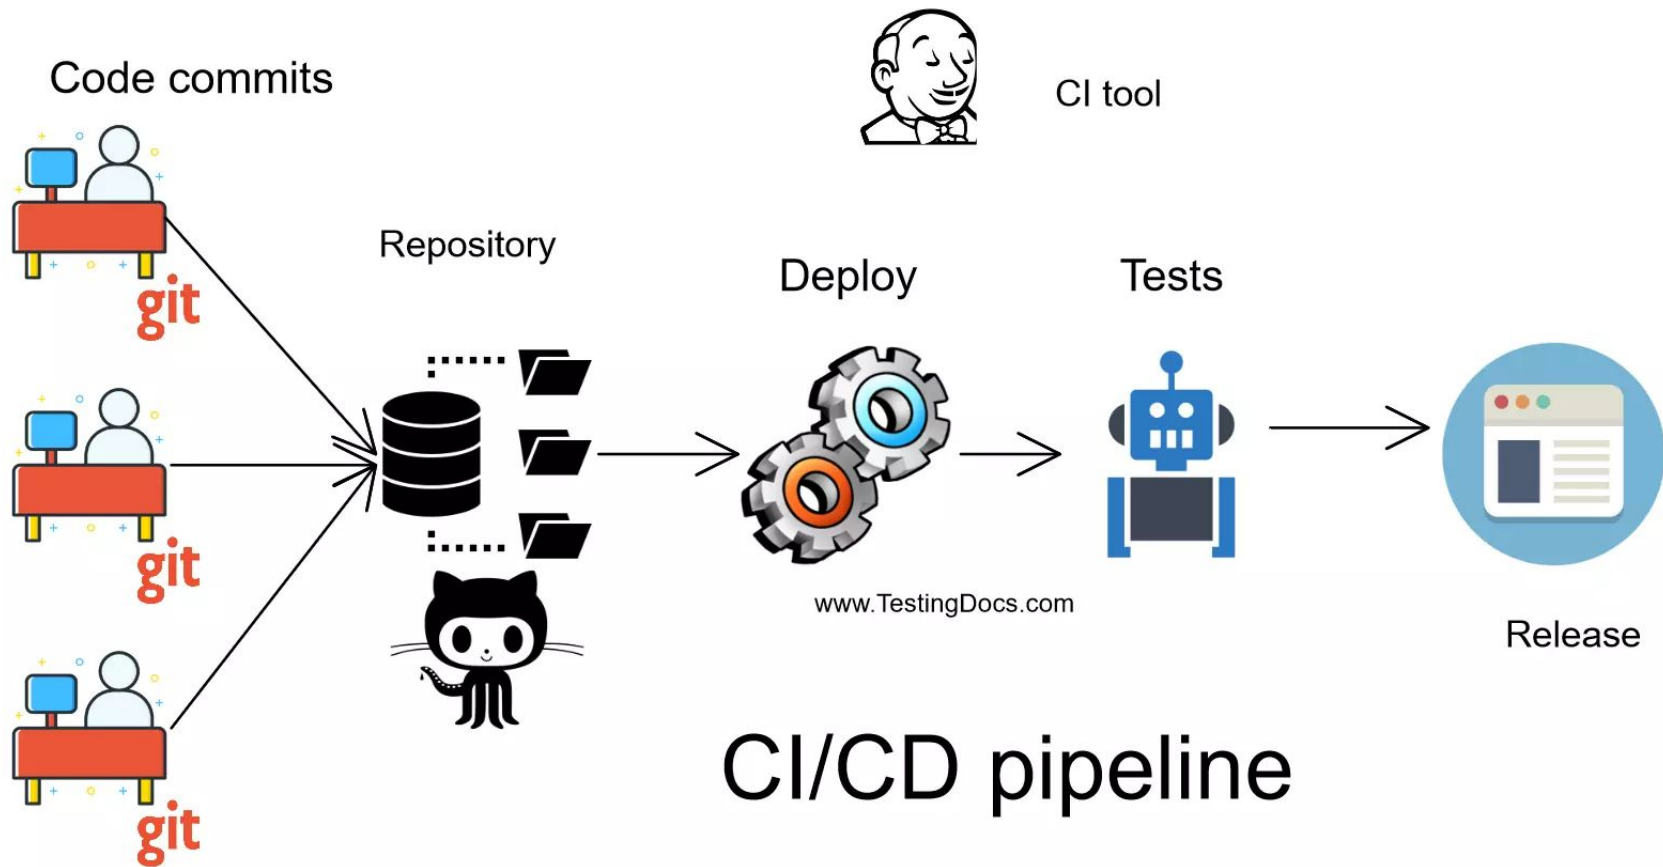 Code commits
CI tool
git
Repository
Deploy
Tests
git
www.TestingDocs.com
Release
CI/CD pipeline
git